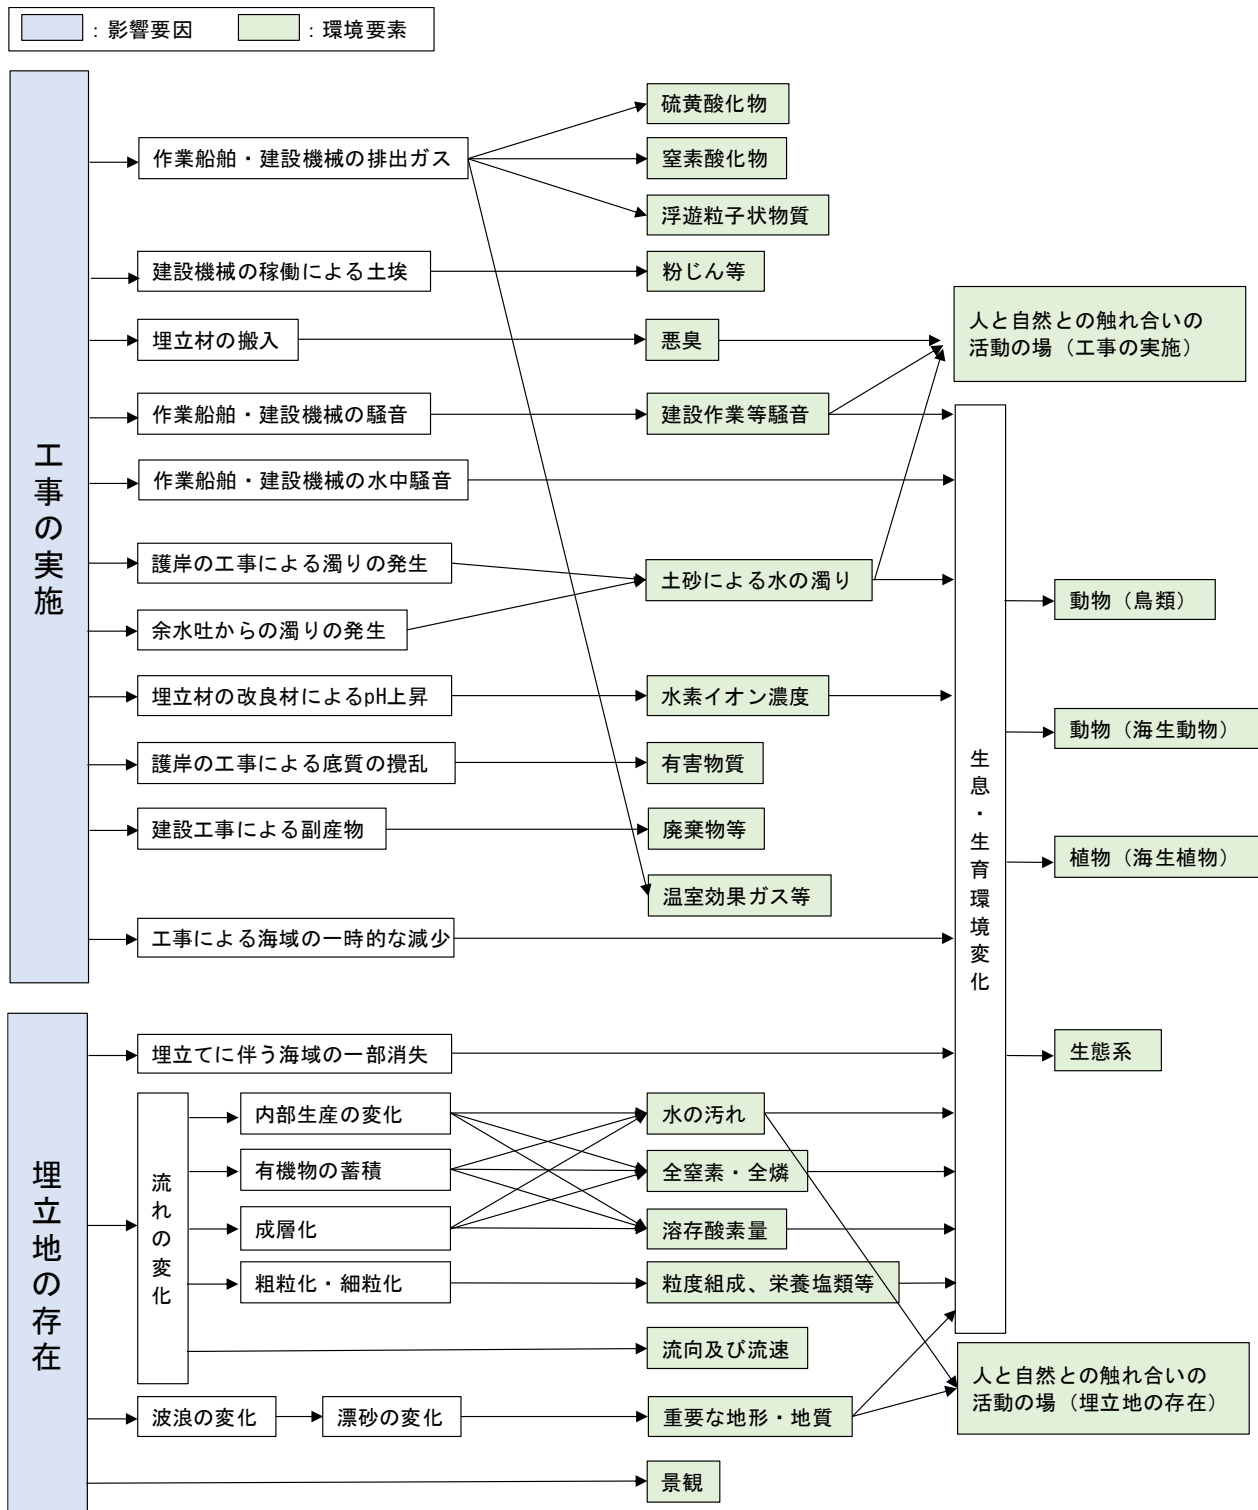 ：影響要因
：環境要素
工事の実施
作業船舶・建設機械の排出ガス
硫黄酸化物
窒素酸化物
浮遊粒子状物質
建設機械の稼働による土埃
粉じん等
埋立材の搬入
悪臭
人と自然との触れ合いの
活動の場（工事の実施）
作業船舶・建設機械の騒音
建設作業等騒音
作業船舶・建設機械の水中騒音
護岸の工事による濁りの発生
土砂による水の濁り
余水吐からの濁りの発生
埋立材の改良材によるpH上昇
水素イオン濃度
護岸の工事による底質の攪乱
有害物質
建設工事による副産物
廃棄物等
温室効果ガス等
工事による海域の一時的な減少
生息・生育環境変化
動物（鳥類）
動物（海生動物）
植物（海生植物）
生態系
埋立地の存在
埋立てに伴う海域の一部消失
流れの変化
内部生産の変化
水の汚れ
有機物の蓄積
全窒素・全燐
成層化
溶存酸素量
粗粒化・細粒化
粒度組成、栄養塩類等
流向及び流速
波浪の変化
漂砂の変化
重要な地形・地質
人と自然との触れ合いの
活動の場（埋立地の存在）
景観